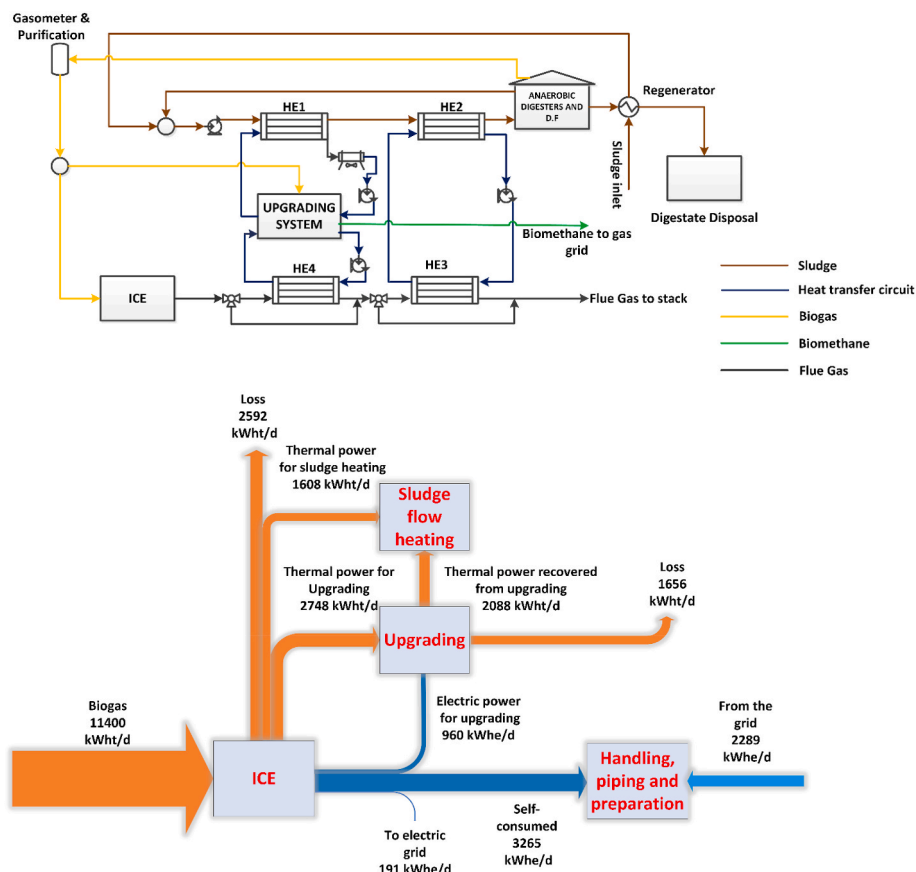 Gasometer &
Purification
HE1
HE2
ANAEROBIC
DIGESTERS AND
D.F
Regenerator
Sludge inlet
UPGRADING
SYSTEM
Digestate Disposal
Biomethane to gas
grid
HE4
HE3
ICE
Flue Gas to stack
Sludge
Heat transfer circuit
Biogas
Biomethane
Flue Gas
Loss
2592
kWht/d
Thermal power
for sludge heating
1608 kWht/d
Sludge
flow
heating
Thermal power for
Upgrading
2748 kWht/d
Thermal power recovered
from upgrading
2088 kWht/d
Loss
1656
kWht/d
Upgrading
Biogas
11400
kWht/d
Electric power
for upgrading
960 kWhe/d
From the
grid
2289
kWhe/d
ICE
Handling,
piping and
preparation
To electric
grid
191 kWhe/d
Self-
consumed
3265
kWhe/d